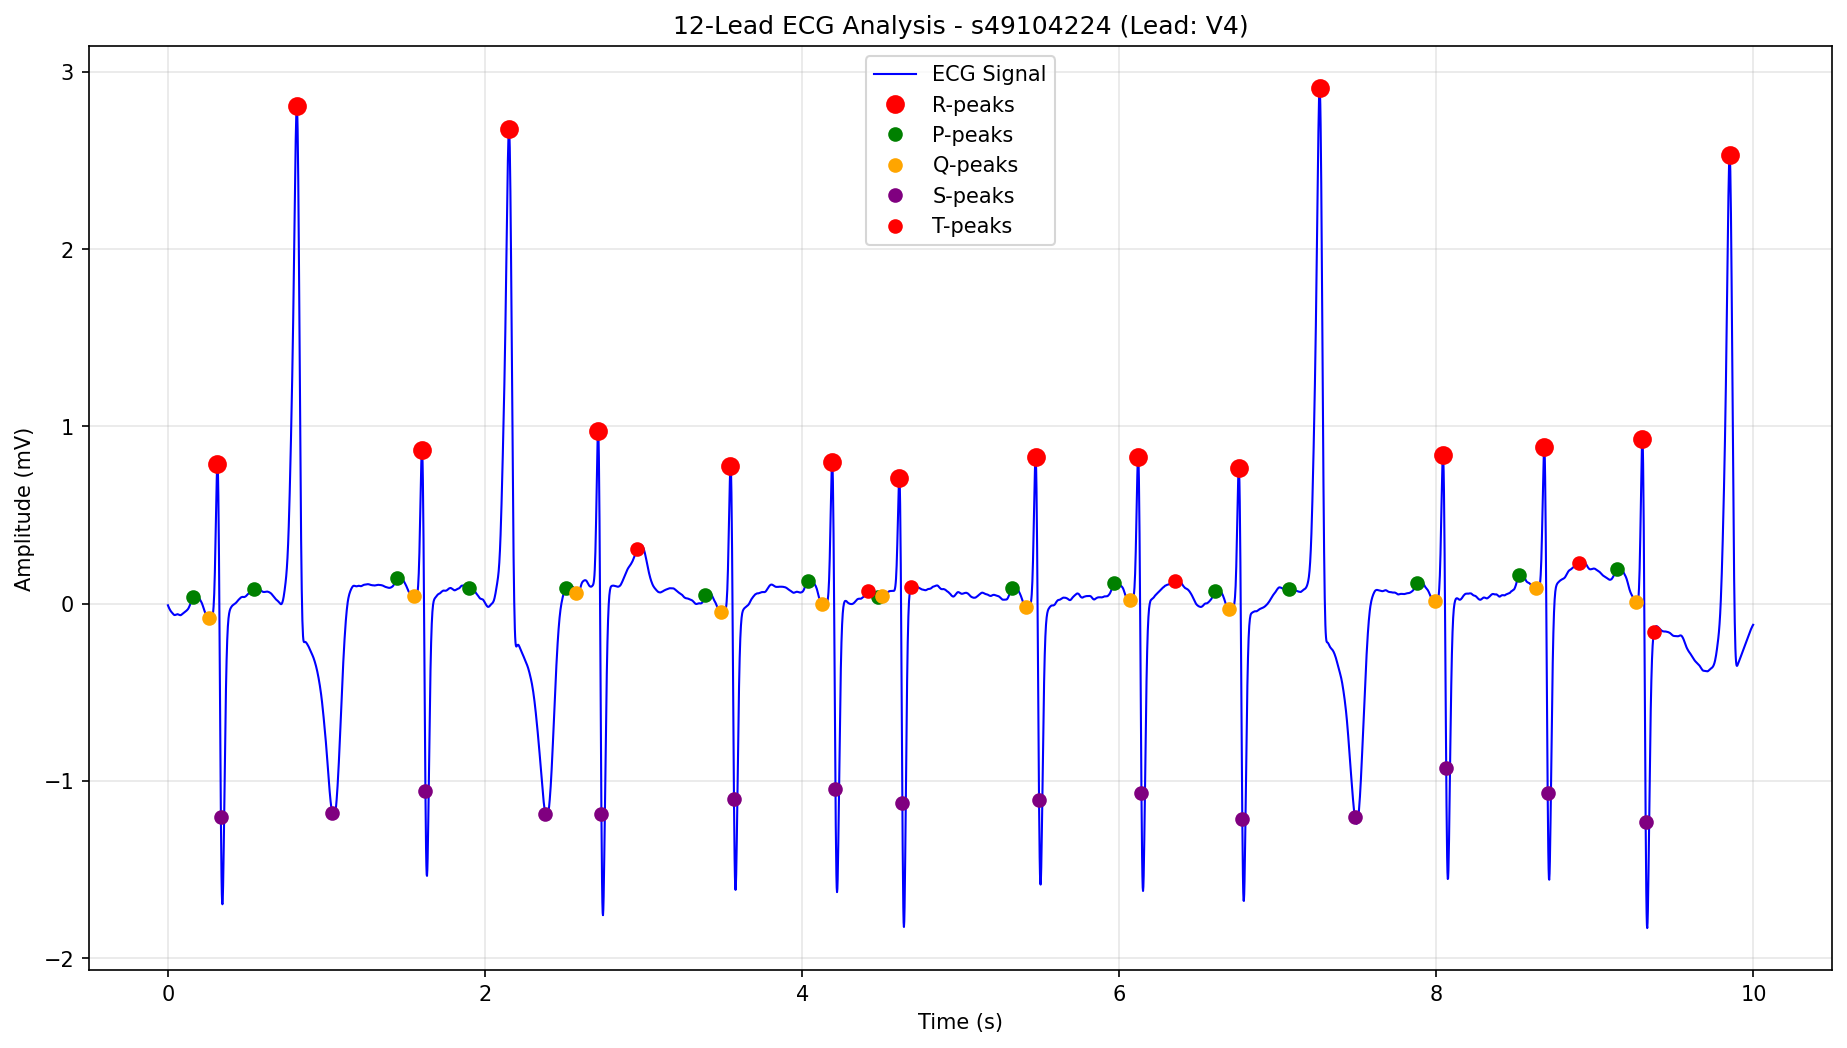 12-Lead ECG Analysis - s49104224 (Lead: V4)
ECG Signal
R-peaks
P-peaks
Q-peaks
S-peaks
T-peaks
Amplitude (mV)
3
2
1
0
−1
−2
0 2 4 6 8 10
Time (s)